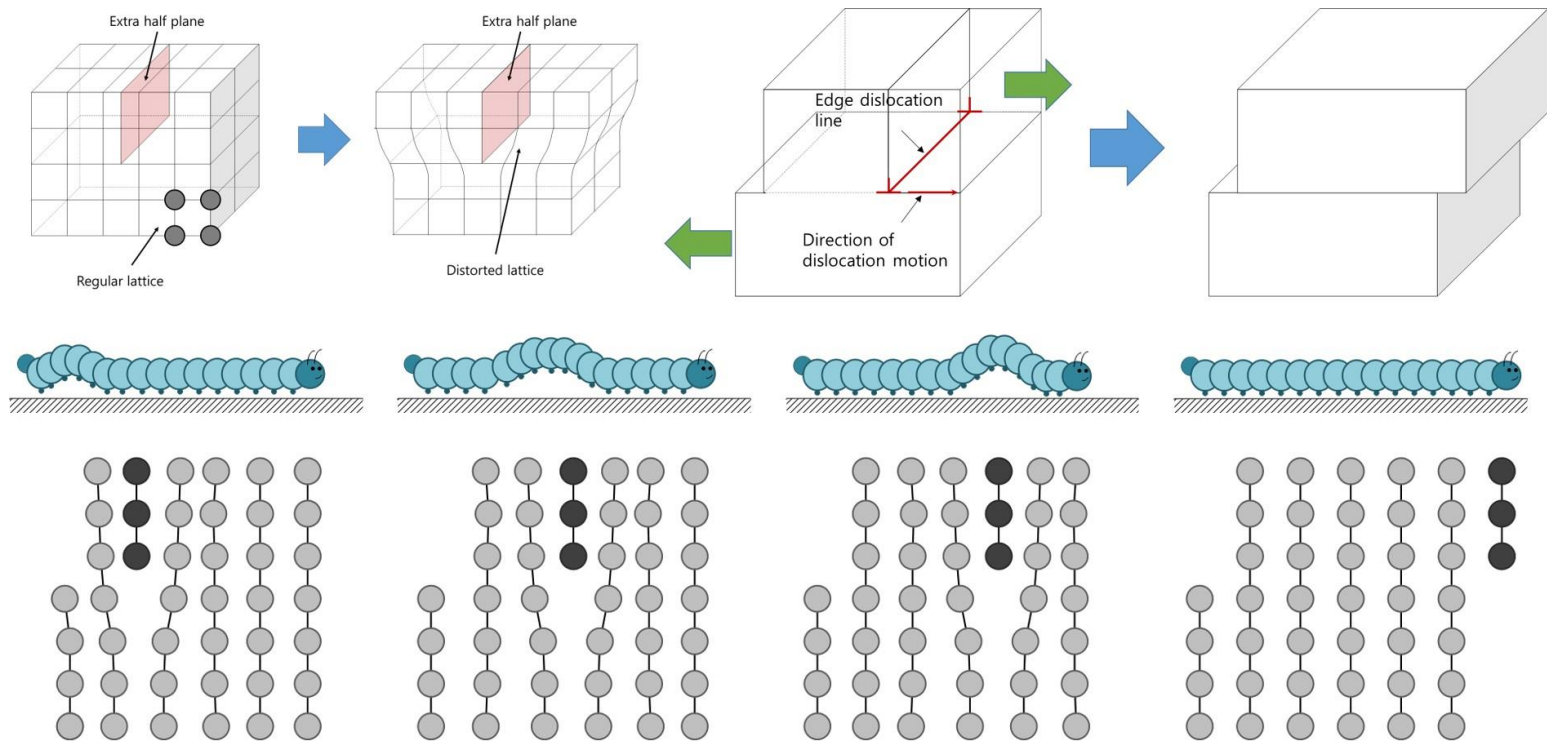 Extra half plane
Regular lattice
Extra half plane
Distorted lattice
Edge dislocation
line
Direction of
dislocation motion